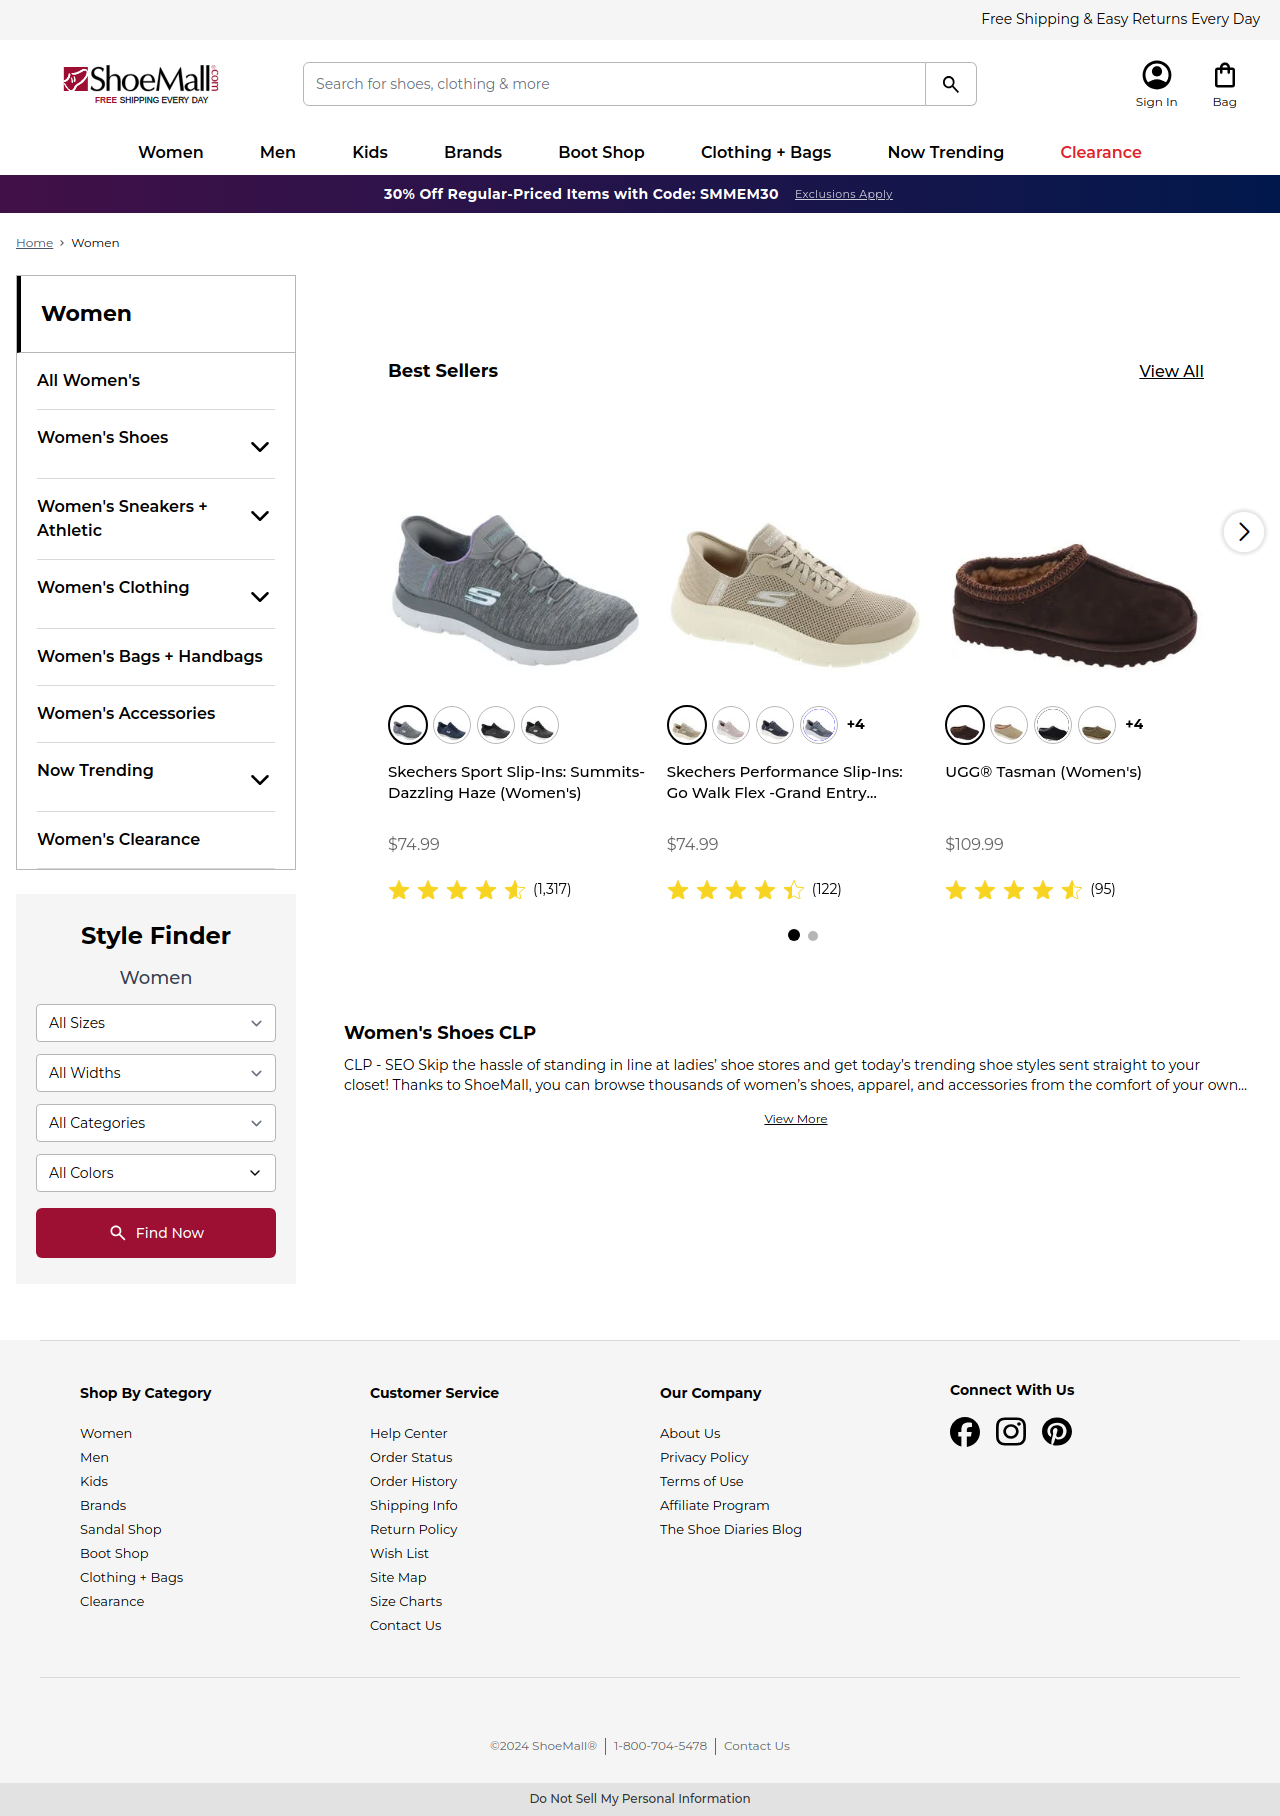 Free Shipping & Easy Returns Every Day
ShoeMall.com
FREE SHIPPING EVERY DAY
Search for shoes, clothing & more
Sign In
Bag
Women Men Kids Brands Boot Shop Clothing + Bags Now Trending Clearance
30% Off Regular-Priced Items with Code: SMMEM30 Exclusions Apply
Home › Women
Women
All Women's
Women's Shoes
Women's Sneakers +
Athletic
Women's Clothing
Women's Bags + Handbags
Women's Accessories
Now Trending
Women's Clearance
Style Finder
Women
All Sizes
All Widths
All Categories
All Colors
Find Now
Best Sellers
View All
+4
+4
Skechers Sport Slip-Ins: Summits-
Dazzling Haze (Women's)
$74.99
(1,317)
Skechers Performance Slip-Ins:
Go Walk Flex -Grand Entry...
$74.99
(122)
UGG® Tasman (Women's)
$109.99
(95)
Women's Shoes CLP
CLP - SEO Skip the hassle of standing in line at ladies’ shoe stores and get today’s trending shoe styles sent straight to your
closet! Thanks to ShoeMall, you can browse thousands of women’s shoes, apparel, and accessories from the comfort of your own...
View More
Shop By Category
Women
Men
Kids
Brands
Sandal Shop
Boot Shop
Clothing + Bags
Clearance
Customer Service
Help Center
Order Status
Order History
Shipping Info
Return Policy
Wish List
Site Map
Size Charts
Contact Us
Our Company
About Us
Privacy Policy
Terms of Use
Affiliate Program
The Shoe Diaries Blog
Connect With Us
©2024 ShoeMall® | 1-800-704-5478 | Contact Us
Do Not Sell My Personal Information